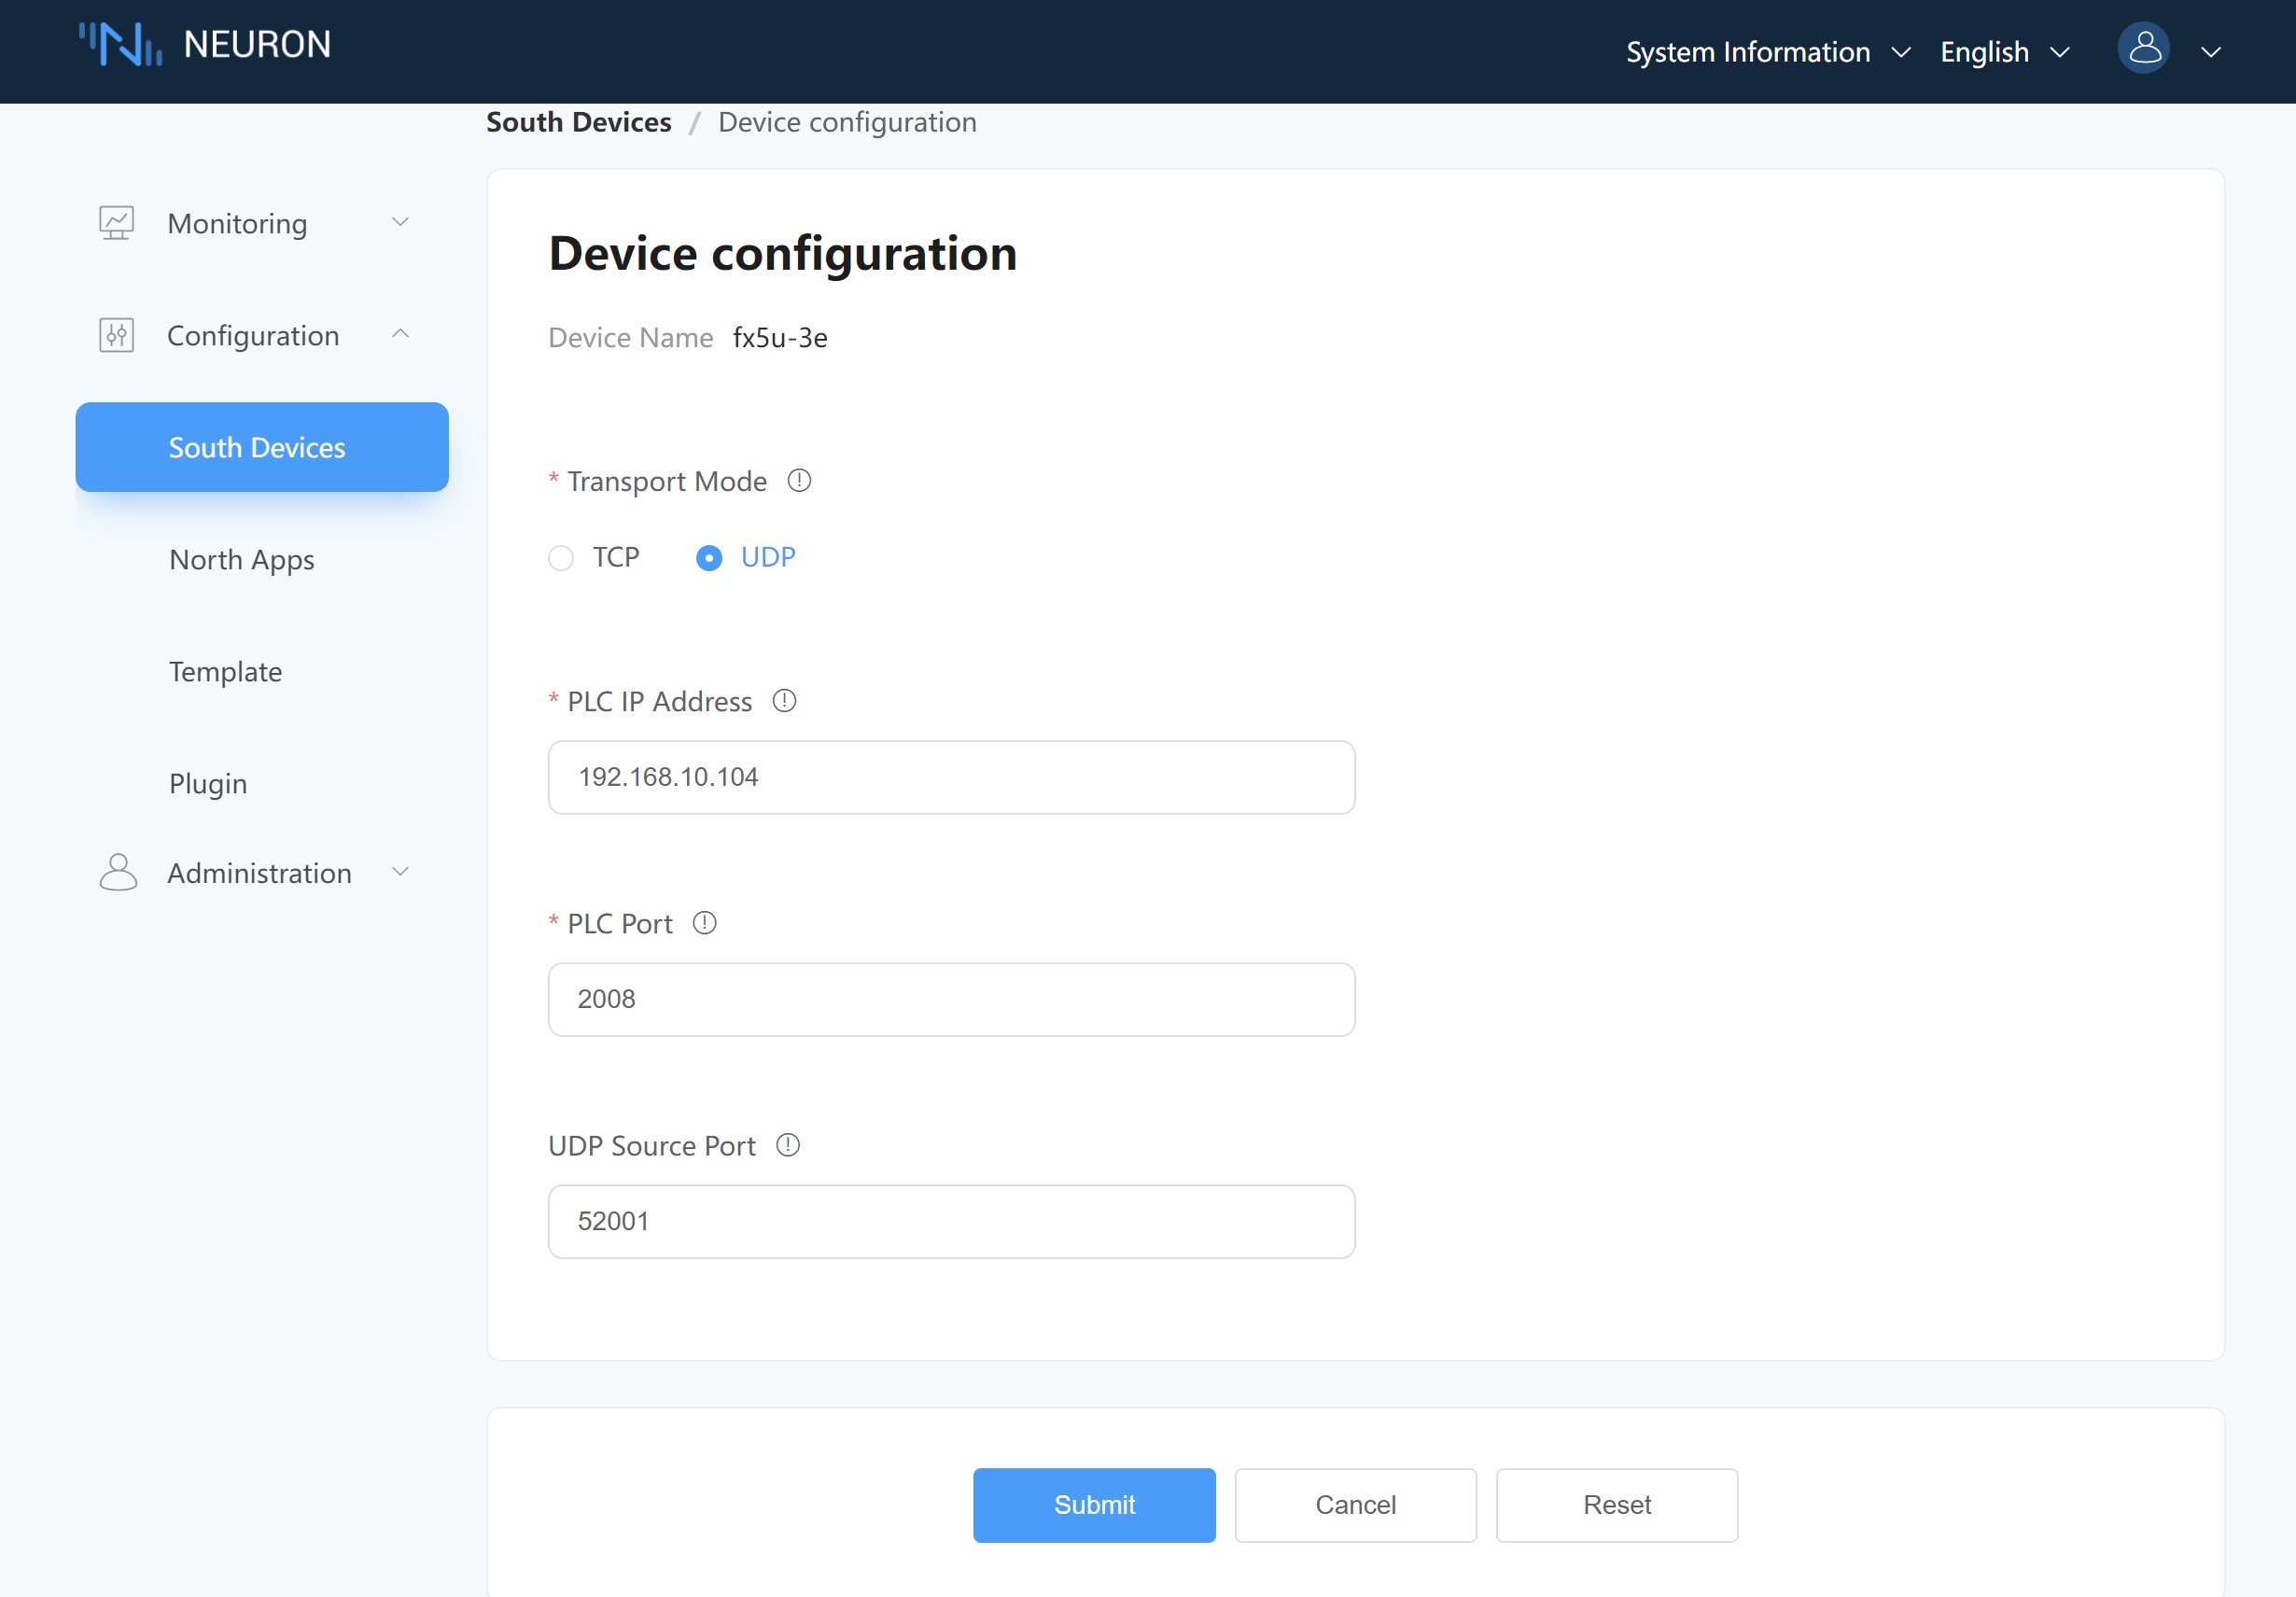 NEURON
System Information
English
South Devices / Device configuration
Monitoring
Configuration
South Devices
North Apps
Template
Plugin
Administration
Device configuration
Device Name fx5u-3e
* Transport Mode
TCP
UDP
* PLC IP Address
192.168.10.104
* PLC Port
2008
UDP Source Port
52001
Submit
Cancel
Reset